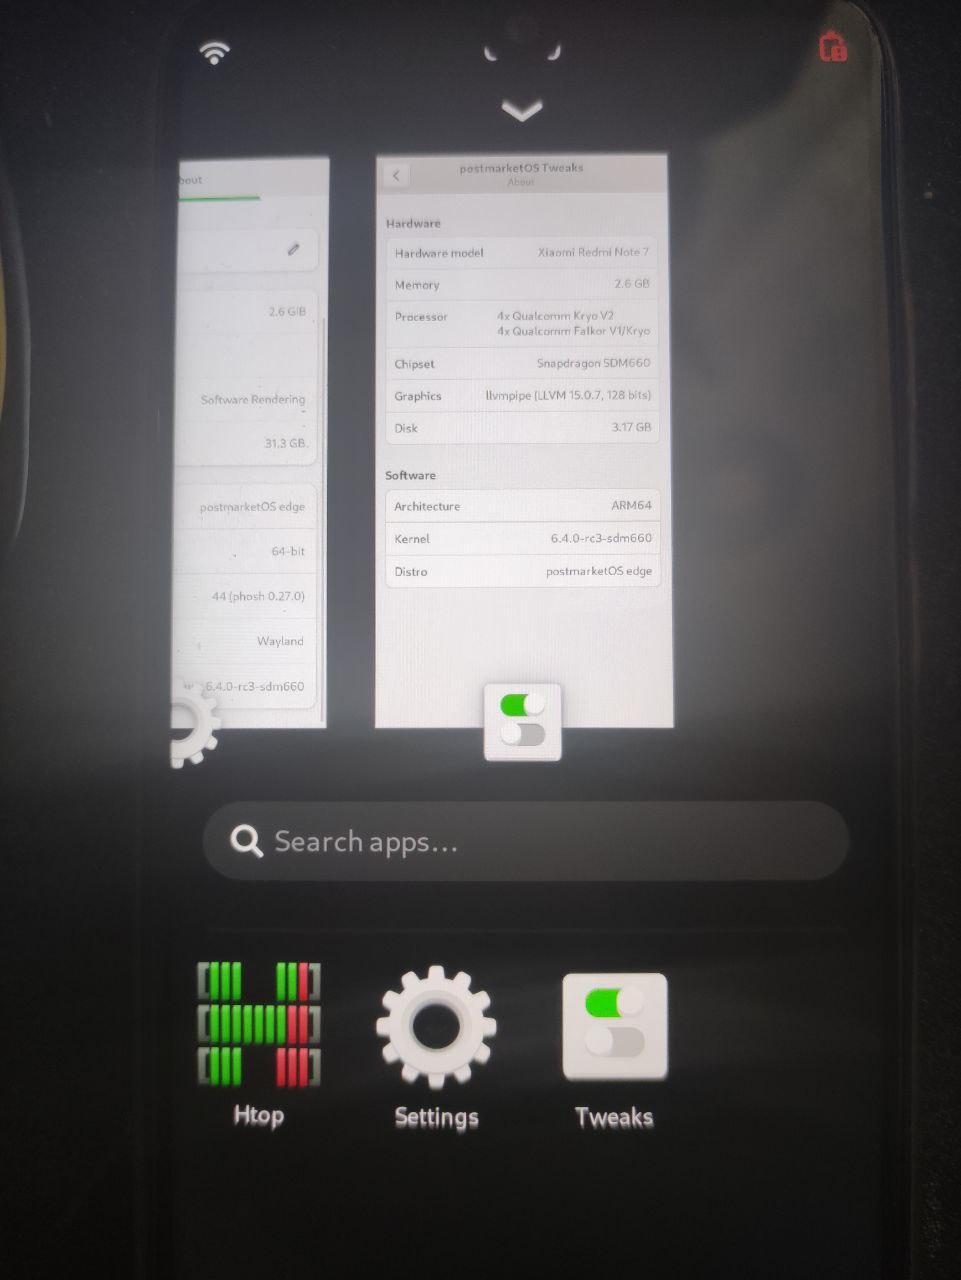 bout
2.6 GiB
Software Rendering
31.3 GB
postmarketOS edge
64-bit
44 (phosh 0.27.0)
Wayland
6.4.0-rc3-sdm660
postmarketOS Tweaks
About
Hardware
Hardware model Xiaomi Redmi Note 7
Memory 2.6 GB
Processor 4x Qualcomm Kryo V2
4x Qualcomm Falkor V1/Kryo
Chipset Snapdragon SDM660
Graphics llvmpipe (LLVM 15.0.7, 128 bits)
Disk 3.17 GB
Software
Architecture ARM64
Kernel 6.4.0-rc3-sdm660
Distro postmarketOS edge
Search apps...
Htop Settings Tweaks